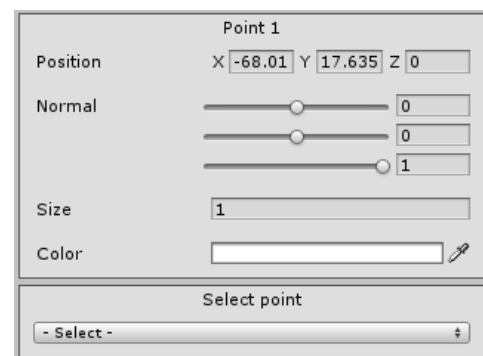 Point 1
Position X -68.01 Y 17.635 Z 0
Normal 0
0
1
Size 1
Color
Select point
- Select -